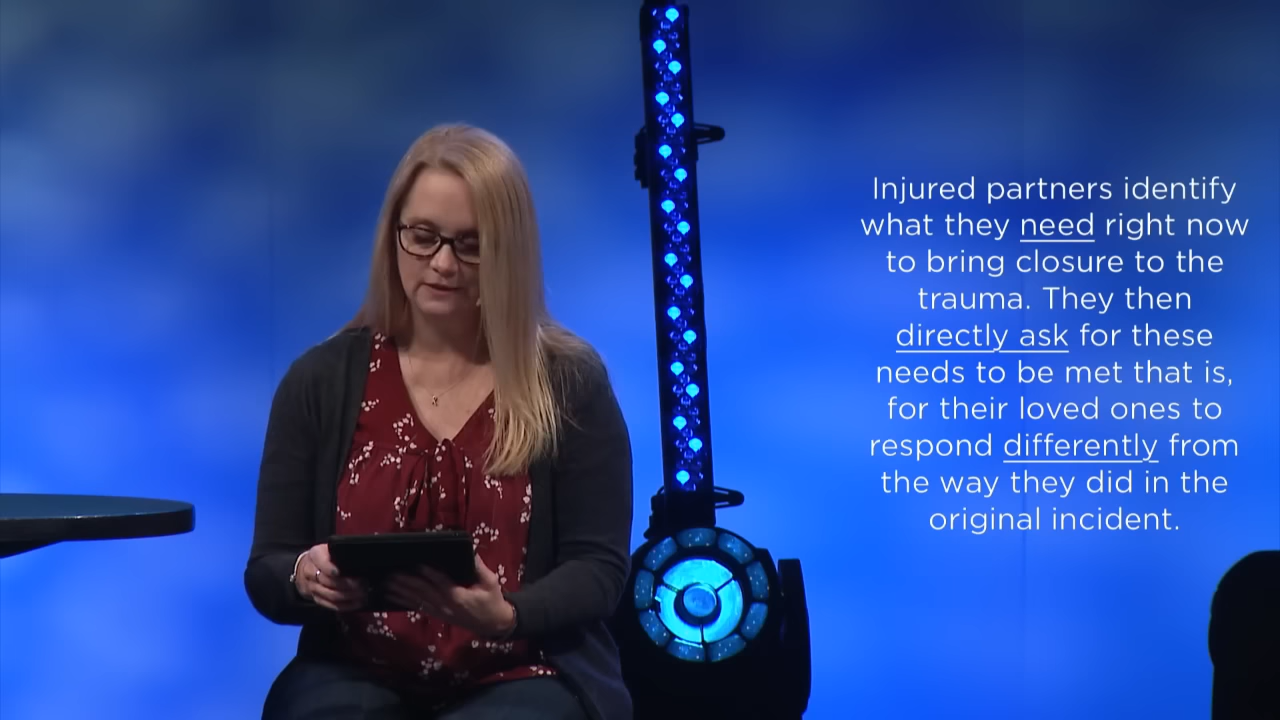 Injured partners identify
what they need right now
to bring closure to the
trauma. They then
directly ask for these
needs to be met that is,
for their loved ones to
respond differently from
the way they did in the
original incident.